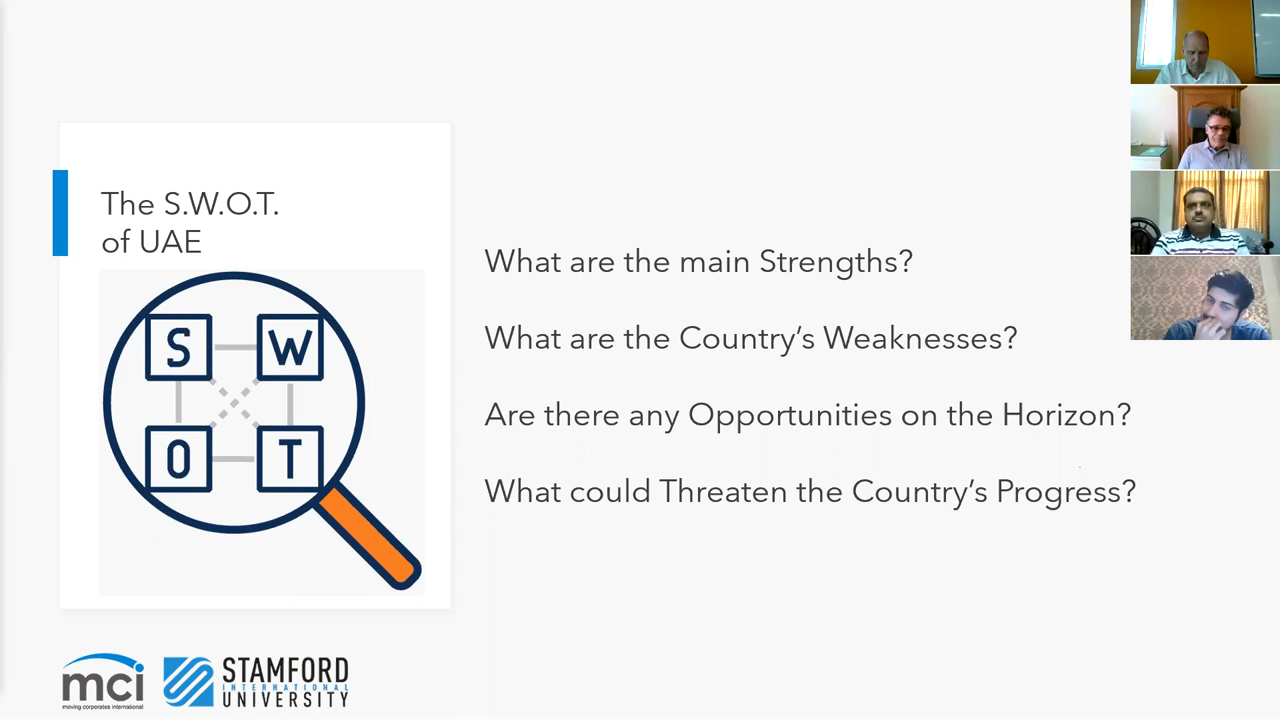 The S.W.O.T.
of UAE
S W
O T
What are the main Strengths?
What are the Country's Weaknesses?
Are there any Opportunities on the Horizon?
What could Threaten the Country's Progress?
mci
moving corporates international
STAMFORD
INTERNATIONAL
UNIVERSITY